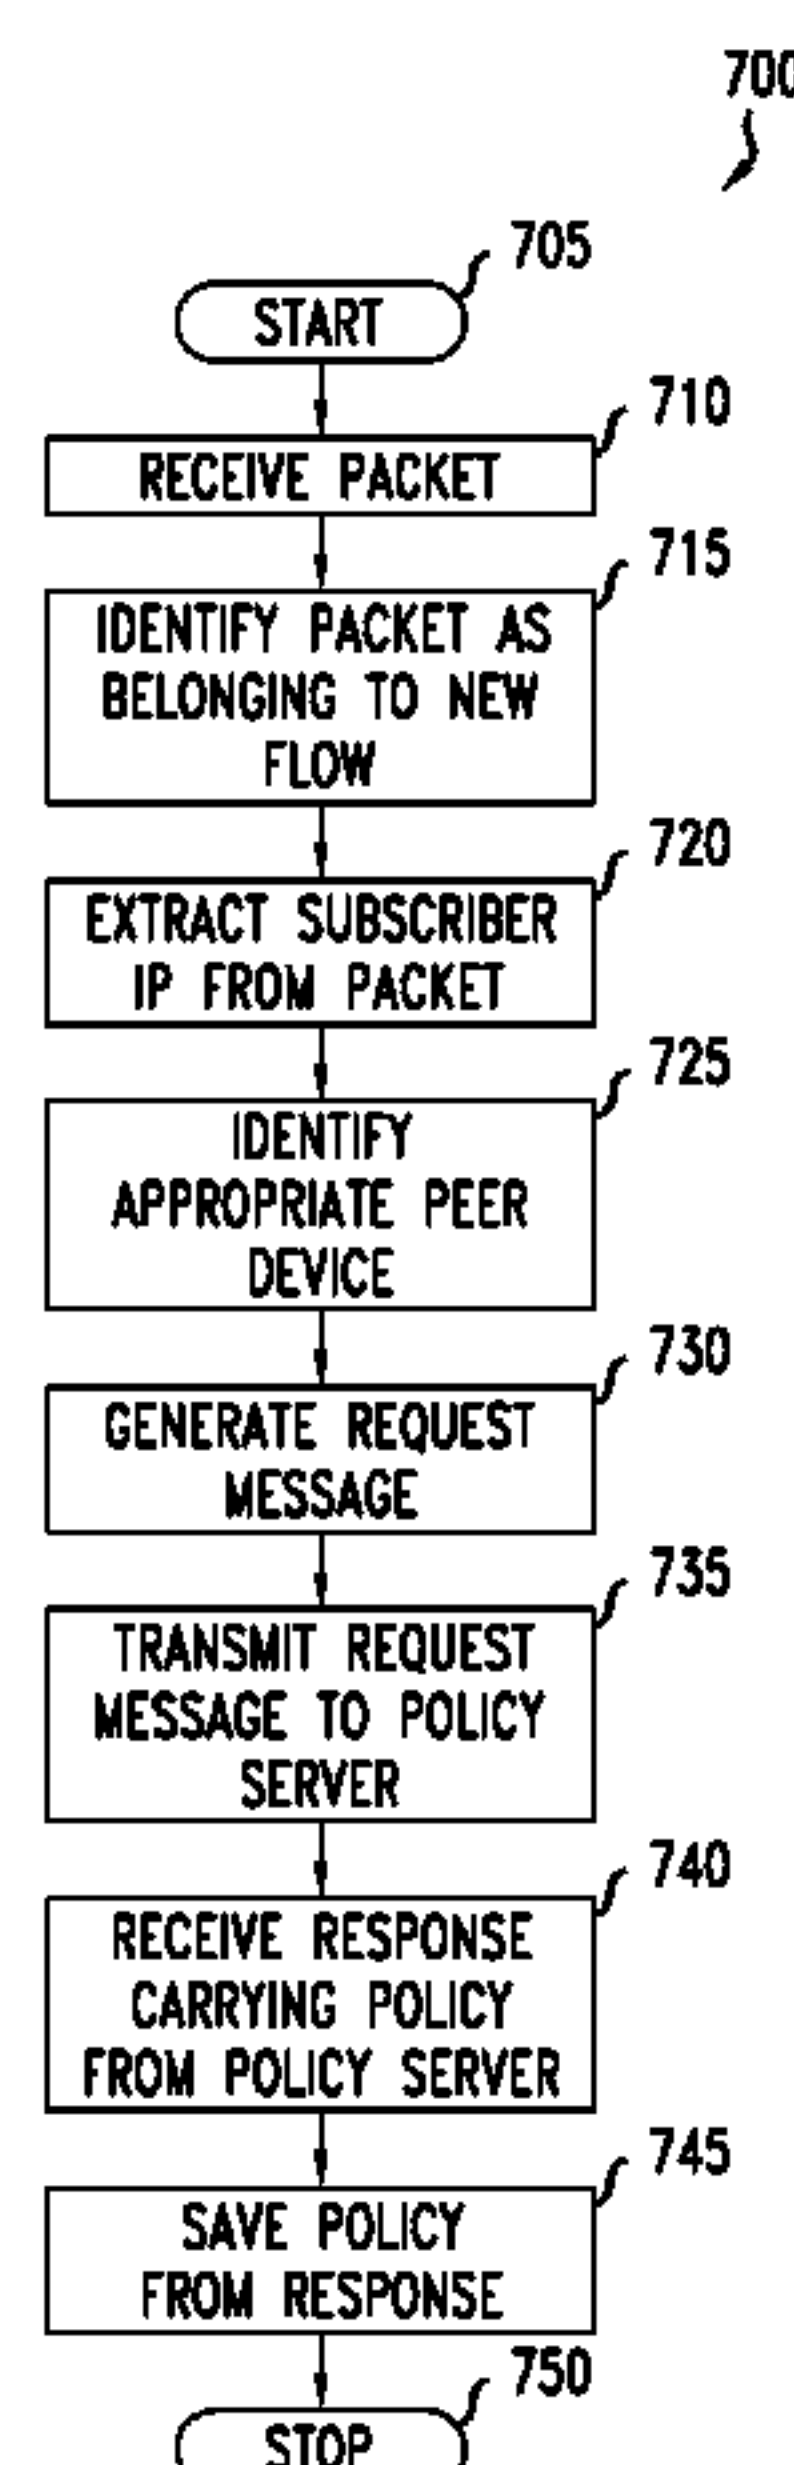 700
705
START
710
RECEIVE PACKET
715
IDENTIFY PACKET AS
BELONGING TO NEW
FLOW
720
EXTRACT SUBSCRIBER
IP FROM PACKET
725
IDENTIFY
APPROPRIATE PEER
DEVICE
730
GENERATE REQUEST
MESSAGE
735
TRANSMIT REQUEST
MESSAGE TO POLICY
SERVER
740
RECEIVE RESPONSE
CARRYING POLICY
FROM POLICY SERVER
745
SAVE POLICY
FROM RESPONSE
750
STOP